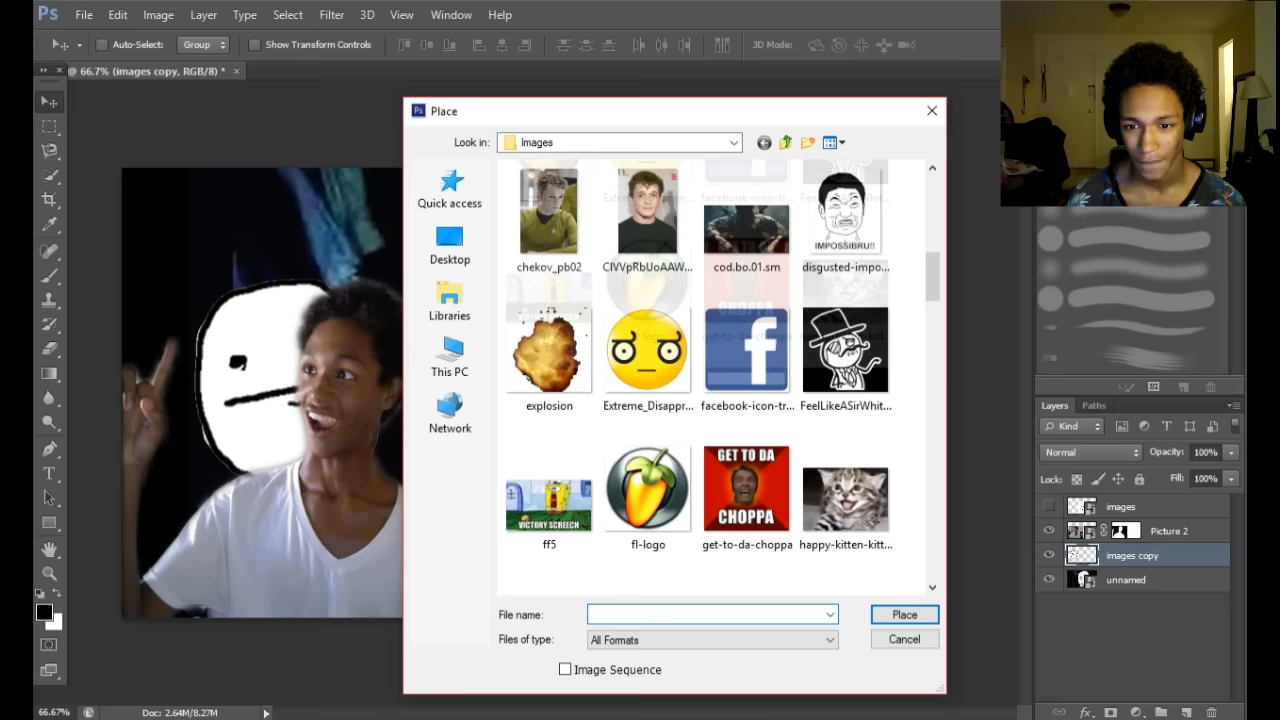 Ps File Edit Image Layer Type Select Filter 3D View Window Help
Auto-Select: Group Show Transform Controls 3D Mode:
@ 66.7% (images copy, RGB/8) * ×
Ps Place
Look in: Images
Quick access
Desktop
Libraries
This PC
Network
IMPOSSIBRU!!
chekov_pb02 CIVVpRbUoAAW... cod.bo.01.sm disgusted-impo...
f
explosion Extreme_Disappr... facebook-icon-tr... FeelLikeASirWhit...
GET TO DA
CHOPPA
VICTORY SCREECH
ff5 fl-logo get-to-da-choppa happy-kitten-kitt...
File name: Place
Files of type: All Formats Cancel
Image Sequence
Layers Paths
Kind
Normal Opacity: 100%
Lock: Fill: 100%
images
Picture 2
images copy
unnamed
66.67% Doc: 2.64M/8.27M